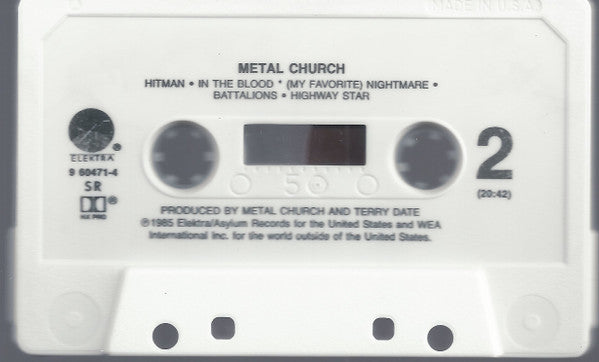 MADE IN U.S.A.
METAL CHURCH
HITMAN • IN THE BLOOD * (MY FAVORITE) NIGHTMARE •
BATTALIONS • HIGHWAY STAR
ELEKTRA ®
9 60471-4
SR
®
HX PRO
50
2
(20:42)
PRODUCED BY METAL CHURCH AND TERRY DATE
℗1985 Elektra/Asylum Records for the United States and WEA
International Inc. for the world outside of the United States.